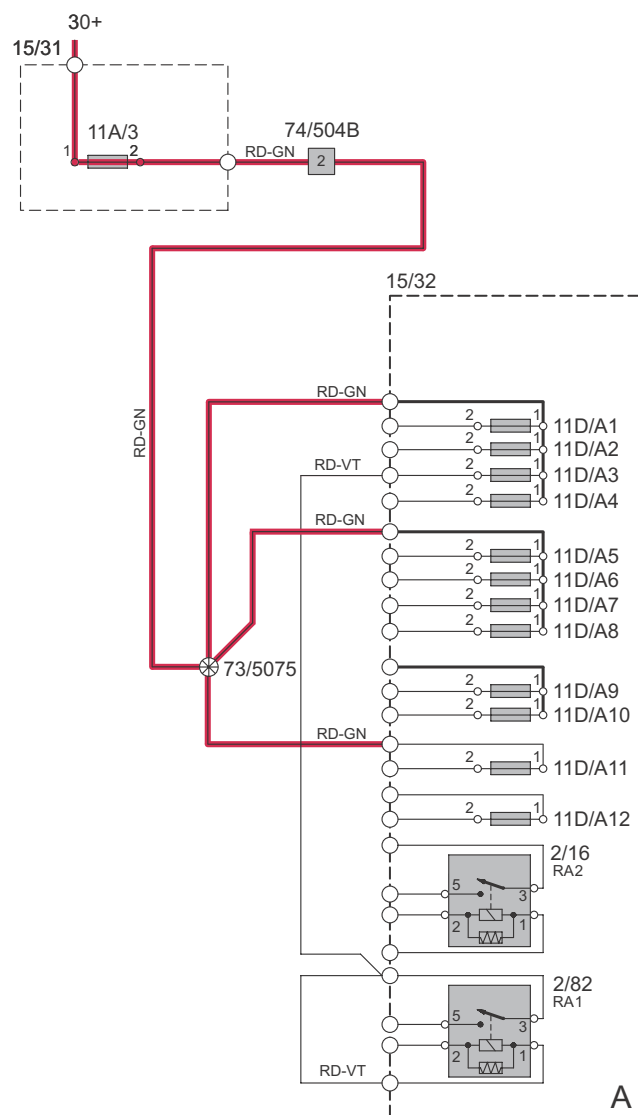 30+
15/31
11A/3
74/504B
1
2
RD-GN
2
15/32
RD-GN
RD-GN
2 1 11D/A1
2 1 11D/A2
RD-VT
2 1 11D/A3
2 1 11D/A4
RD-GN
2 1 11D/A5
2 1 11D/A6
2 1 11D/A7
2 1 11D/A8
73/5075
2 1 11D/A9
2 1 11D/A10
RD-GN
2 1 11D/A11
2 1 11D/A12
2/16
RA2
5 3
2 1
2/82
RA1
5 3
2 1
RD-VT
A